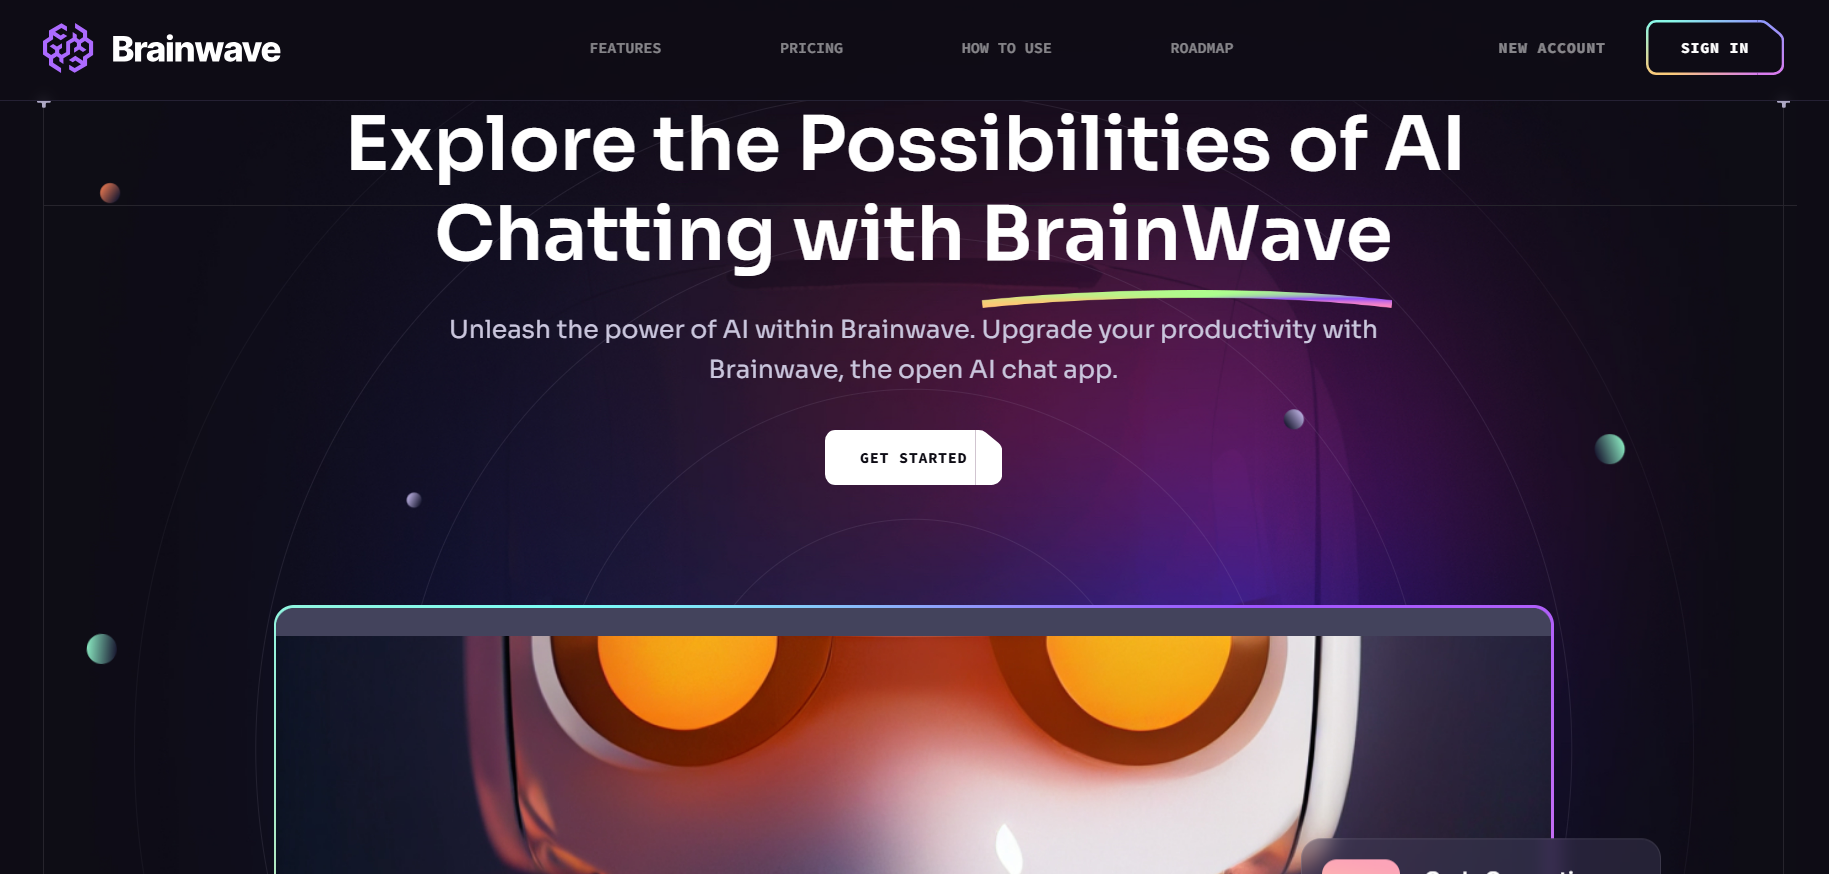 Brainwave
FEATURES
PRICING
HOW TO USE
ROADMAP
NEW ACCOUNT
SIGN IN
Explore the Possibilities of AI
Chatting with BrainWave
Unleash the power of AI within Brainwave. Upgrade your productivity with
Brainwave, the open AI chat app.
GET STARTED